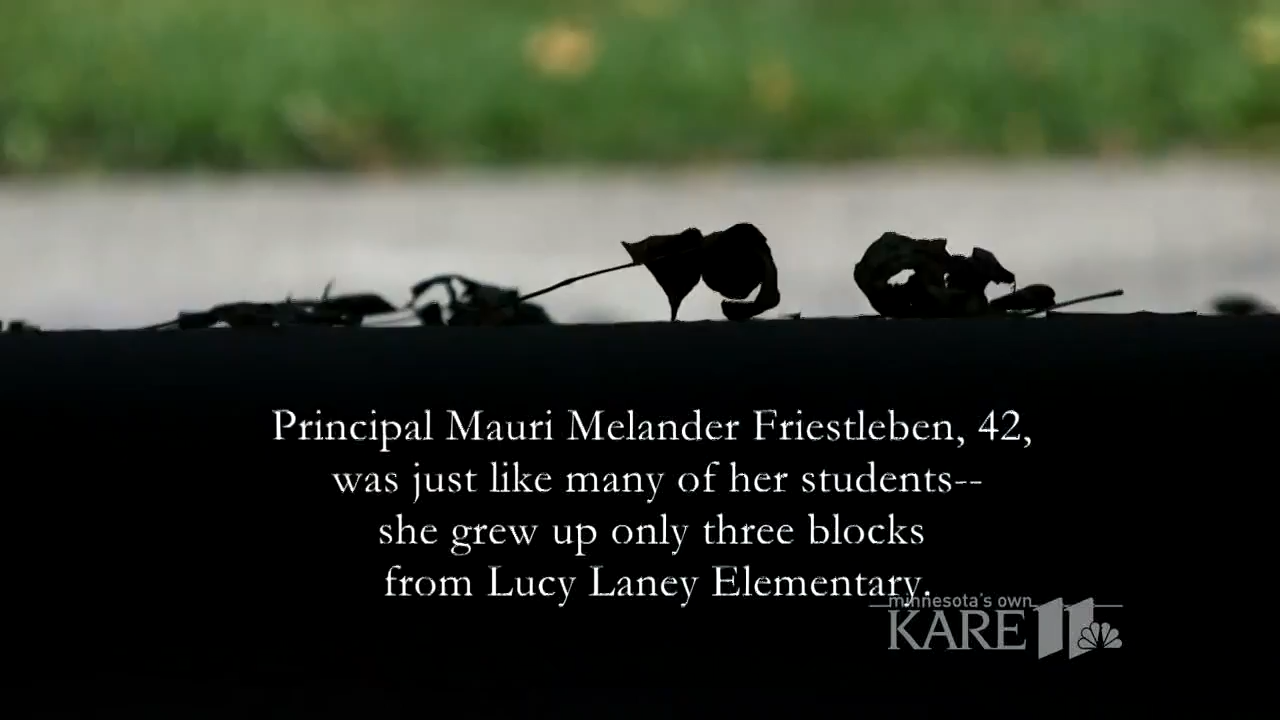 Principal Mauri Melander Friestleben, 42,
was just like many of her students--
she grew up only three blocks
from Lucy Laney Elementary.
minnesota's own
KARE 11